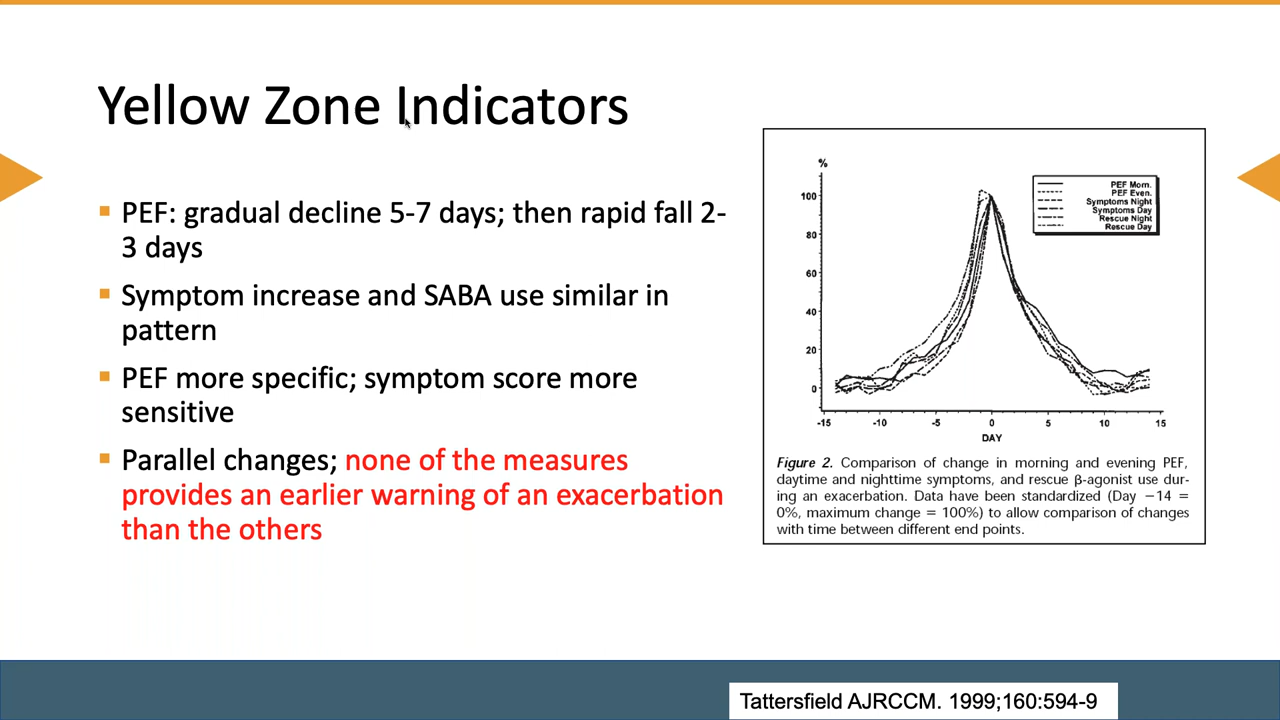 Yellow Zone Indicators
PEF: gradual decline 5-7 days; then rapid fall 2-
3 days
Symptom increase and SABA use similar in
pattern
PEF more specific; symptom score more
sensitive
Parallel changes; none of the measures
provides an earlier warning of an exacerbation
than the others
%
100
80
60
40
20
0
-15 -10 -5 0 5 10 15
DAY
PEF Morn.
PEF Even.
Symptoms Night
Symptoms Day
Rescue Night
Rescue Day
Figure 2. Comparison of change in morning and evening PEF,
daytime and nighttime symptoms, and rescue β-agonist use dur-
ing an exacerbation. Data have been standardized (Day −14 =
0%, maximum change = 100%) to allow comparison of changes
with time between different end points.
Tattersfield AJRCCM. 1999;160:594-9